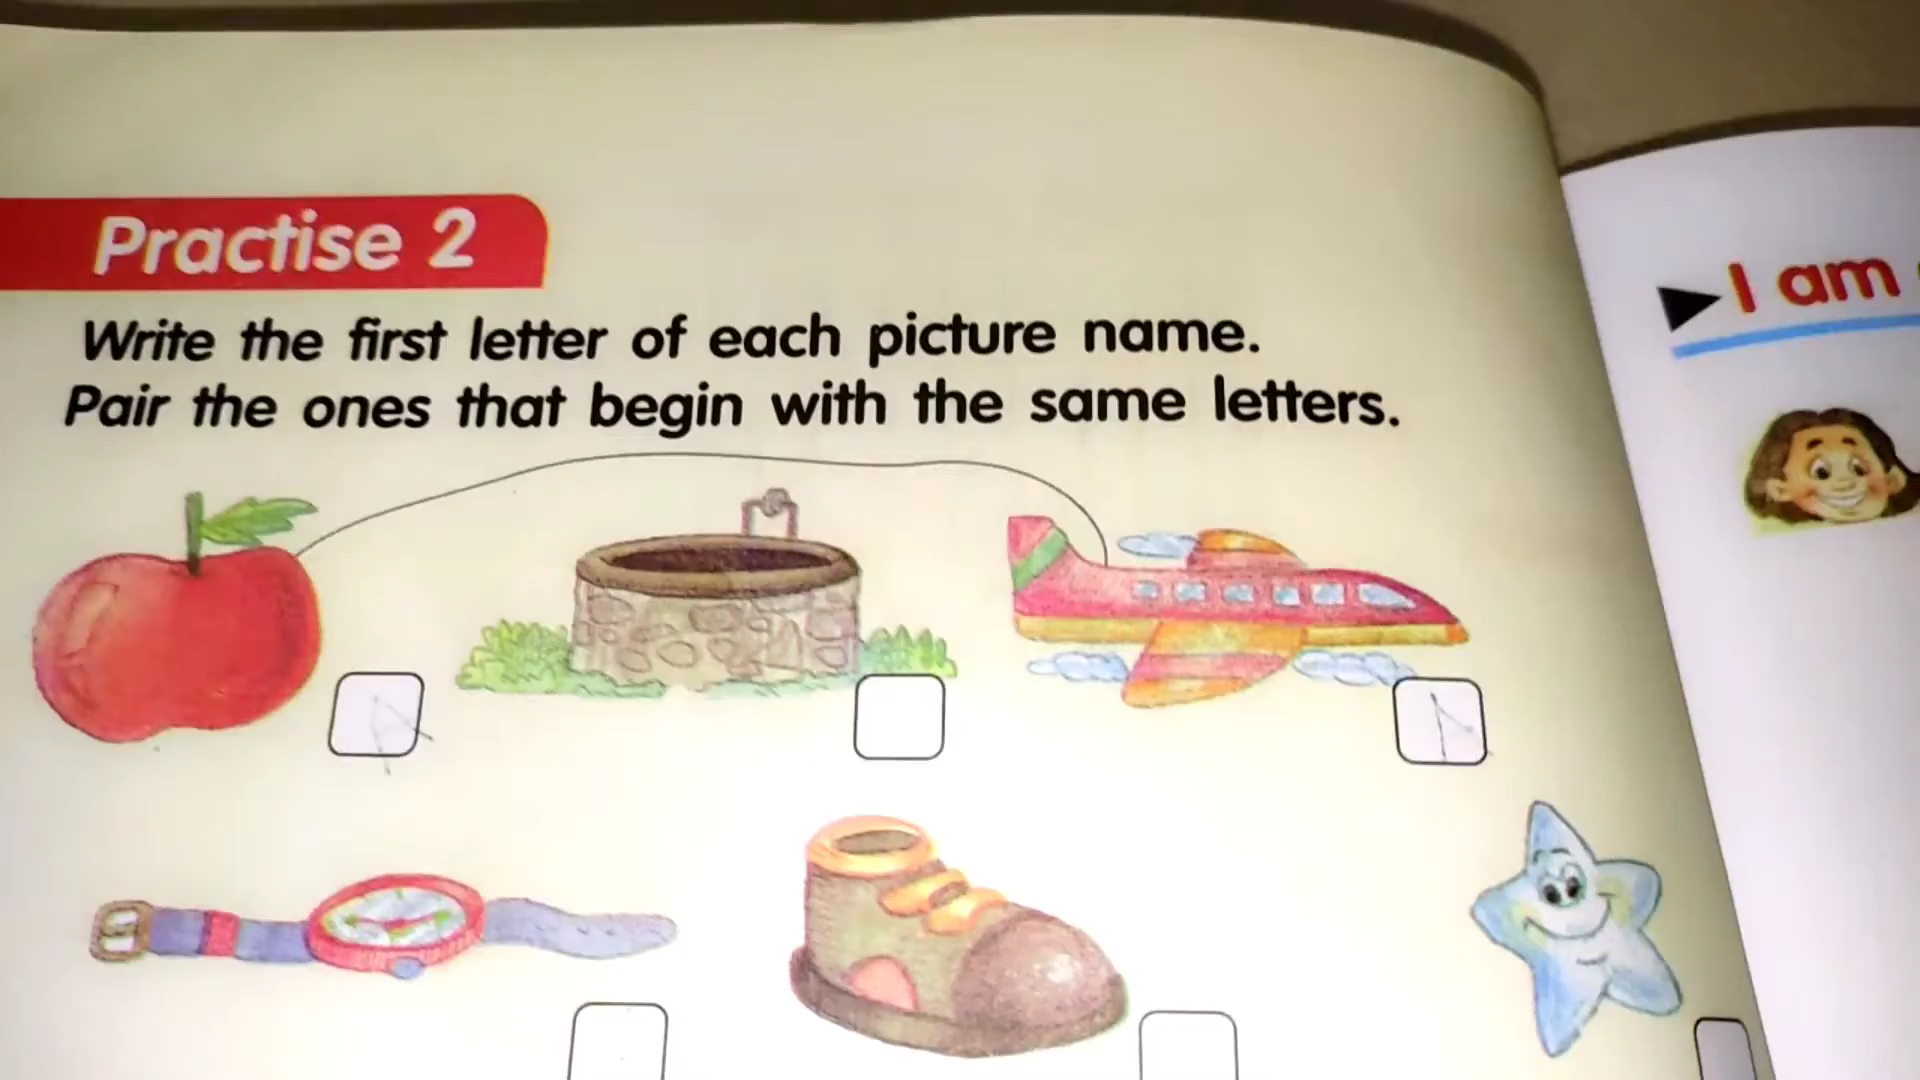 Practise 2
Write the first letter of each picture name.
Pair the ones that begin with the same letters.
A
A
I am